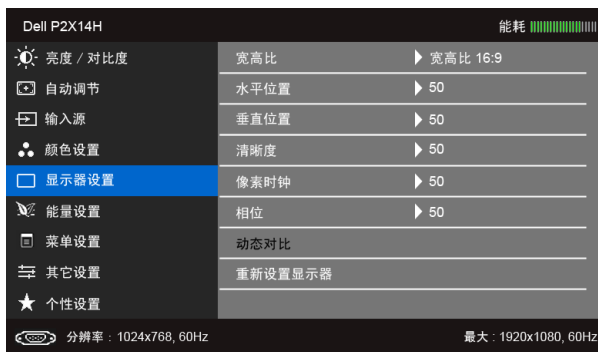 Dell P2X14H 能耗
亮度 / 对比度 宽高比 宽高比 16:9
自动调节 水平位置 50
输入源 垂直位置 50
颜色设置 清晰度 50
显示器设置 像素时钟 50
能量设置 相位 50
菜单设置 动态对比
其它设置 重新设置显示器
个性设置
分辨率 : 1024x768, 60Hz 最大 : 1920x1080, 60Hz